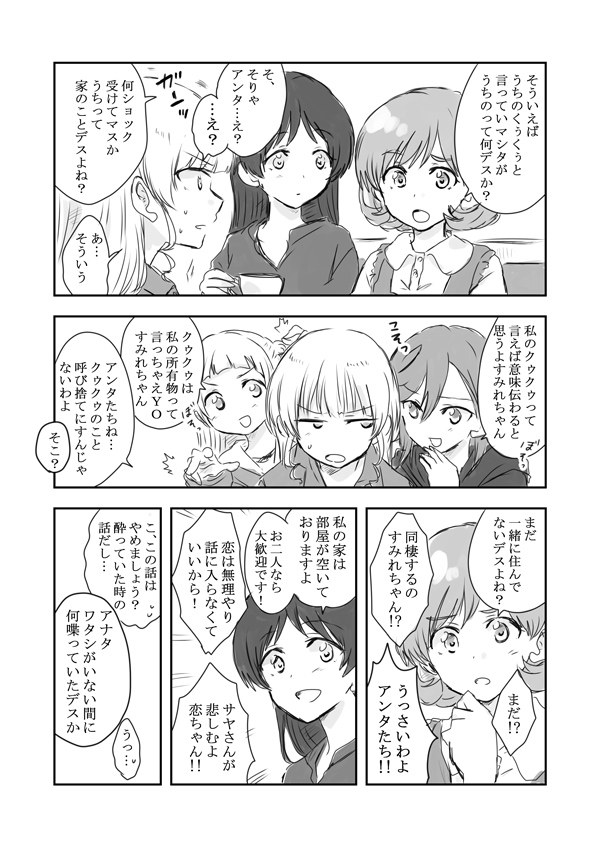 そういえば
うちのくぅくぅと
言っていマシタが
うちのって何デスか?
そ、
そりゃ
アンタ…え?
…え?
ガーン
何ショック
受けてマスか
うちって
家のことデスよね?
あ…
そういう
私のクゥクゥって
言えば意味伝わると
思うよすみれちゃん
こそっ
ぼそ
クゥクゥは
私の所有物って
言っちゃえYO
すみれちゃん
アンタたちね…
クゥクゥのこと
呼び捨てにすんじゃ
ないわよ
そこ?
まだ
一緒に住んで
ないデスよね?
まだ!?
同棲するの
すみれちゃん!?
うっさいわよ
アンタたち!!
私の家は
部屋が空いて
おりますよ
お二人なら
大歓迎です!
恋は無理やり
話に入らなくて
いいから!
サヤさんが
悲しむよ
恋ちゃん!!
こ、この話は
やめましょう?
酔っていた時の
話だし…
アナタ
ワタシがいない間に
何喋っていたデスか
うっ…